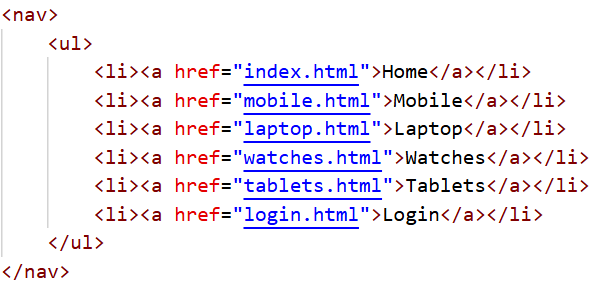 <nav>
    <ul>
        <li><a href="index.html">Home</a></li>
        <li><a href="mobile.html">Mobile</a></li>
        <li><a href="laptop.html">Laptop</a></li>
        <li><a href="watches.html">Watches</a></li>
        <li><a href="tablets.html">Tablets</a></li>
        <li><a href="login.html">Login</a></li>
    </ul>
</nav>